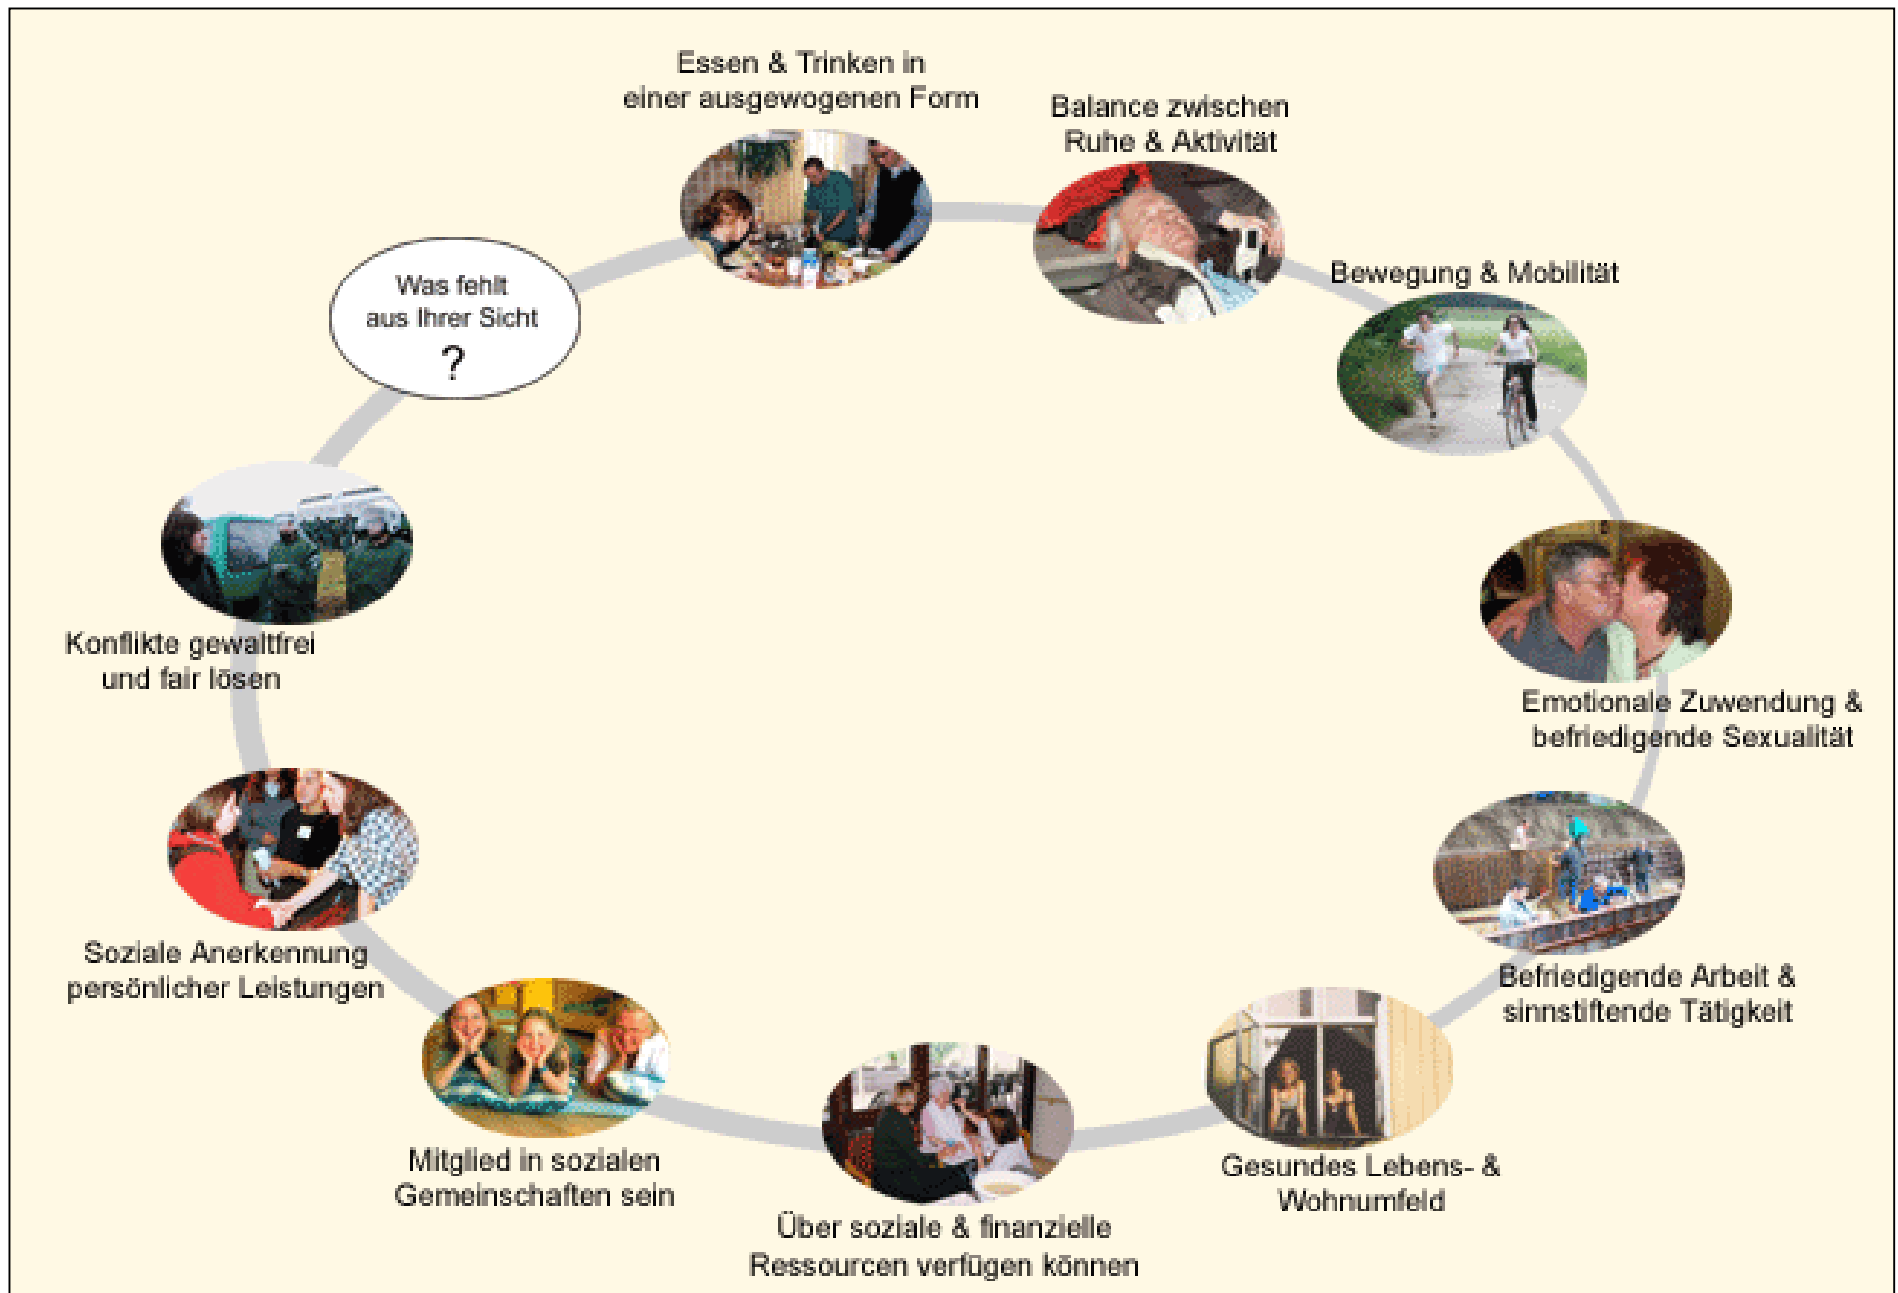 Essen & Trinken in
einer ausgewogenen Form
Balance zwischen
Ruhe & Aktivität
Bewegung & Mobilität
Emotionale Zuwendung &
befriedigende Sexualität
Befriedigende Arbeit &
sinnstiftende Tätigkeit
Gesundes Lebens- &
Wohnumfeld
Über soziale & finanzielle
Ressourcen verfügen können
Mitglied in sozialen
Gemeinschaften sein
Soziale Anerkennung
persönlicher Leistungen
Konflikte gewaltfrei
und fair lösen
Was fehlt
aus Ihrer Sicht
?